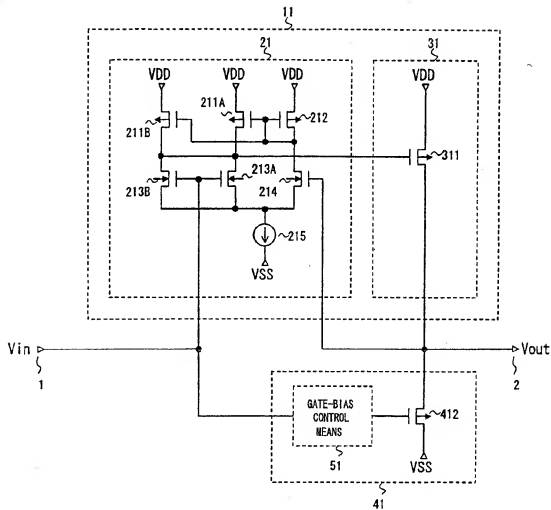 11
21
31
VDD
VDD
VDD
VDD
211A
211B
212
311
213A
213B
214
215
VSS
Vin
1
Vout
2
GATE-BIAS
CONTROL
MEANS
51
412
VSS
41